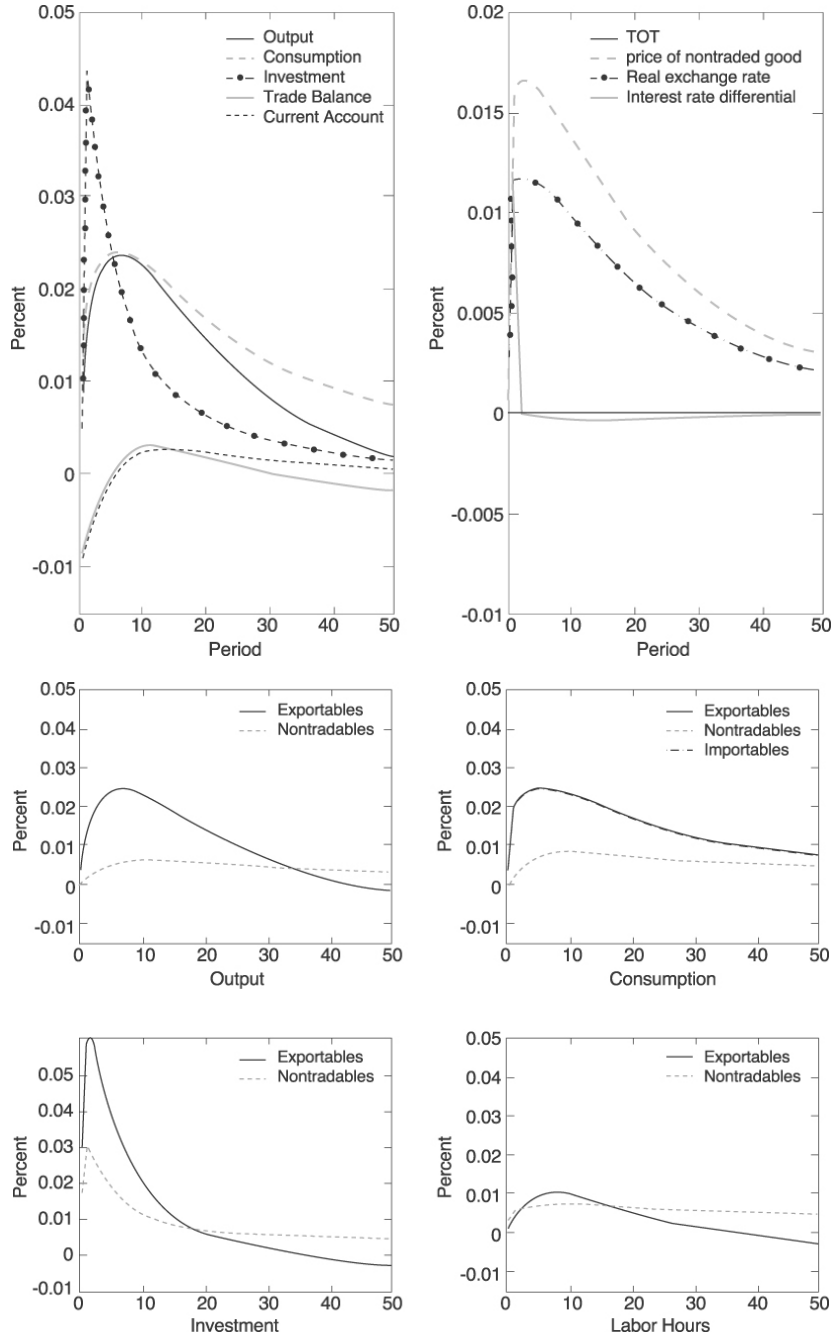 Output
Consumption
Investment
Trade Balance
Current Account
0.05
0.04
0.03
0.02
0.01
0
-0.01
Percent
0 10 20 30 40 50
Period
TOT
price of nontraded good
Real exchange rate
Interest rate differential
0.02
0.015
0.01
0.005
0
-0.005
-0.01
Percent
0 10 20 30 40 50
Period
Exportables
Nontradables
0.05
0.04
0.03
0.02
0.01
0
-0.01
Percent
0 10 20 30 40 50
Output
Exportables
Nontradables
Importables
0.05
0.04
0.03
0.02
0.01
0
-0.01
Percent
0 10 20 30 40 50
Consumption
Exportables
Nontradables
0.05
0.04
0.03
0.02
0.01
0
-0.01
Percent
0 10 20 30 40 50
Investment
Exportables
Nontradables
0.05
0.04
0.03
0.02
0.01
0
-0.01
Percent
0 10 20 30 40 50
Labor Hours